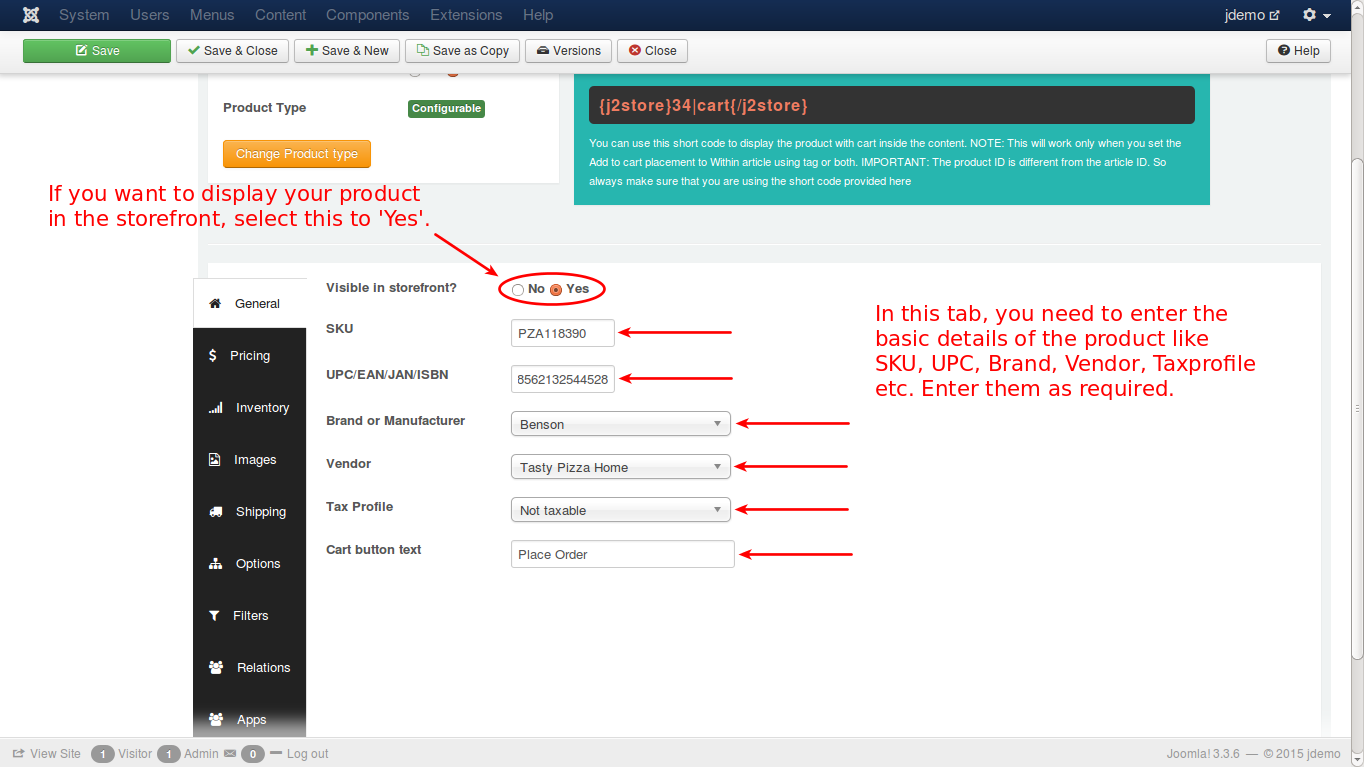 System Users Menus Content Components Extensions Help jdemo
Save Save & Close Save & New Save as Copy Versions Close Help
Product Type Configurable
Change Product type
{j2store}34|cart{/j2store}
You can use this short code to display the product with cart inside the content. NOTE: This will work only when you set the
Add to cart placement to Within article using tag or both. IMPORTANT: The product ID is different from the article ID. So
always make sure that you are using the short code provided here
If you want to display your product
in the storefront, select this to 'Yes'.
General
Pricing
Inventory
Images
Shipping
Options
Filters
Relations
Apps
Visible in storefront? No Yes
SKU PZA118390
UPC/EAN/JAN/ISBN 8562132544528
Brand or Manufacturer Benson
Vendor Tasty Pizza Home
Tax Profile Not taxable
Cart button text Place Order
In this tab, you need to enter the
basic details of the product like
SKU, UPC, Brand, Vendor, Taxprofile
etc. Enter them as required.
View Site 1 Visitor 1 Admin 0 Log out Joomla! 3.3.6 — © 2015 jdemo